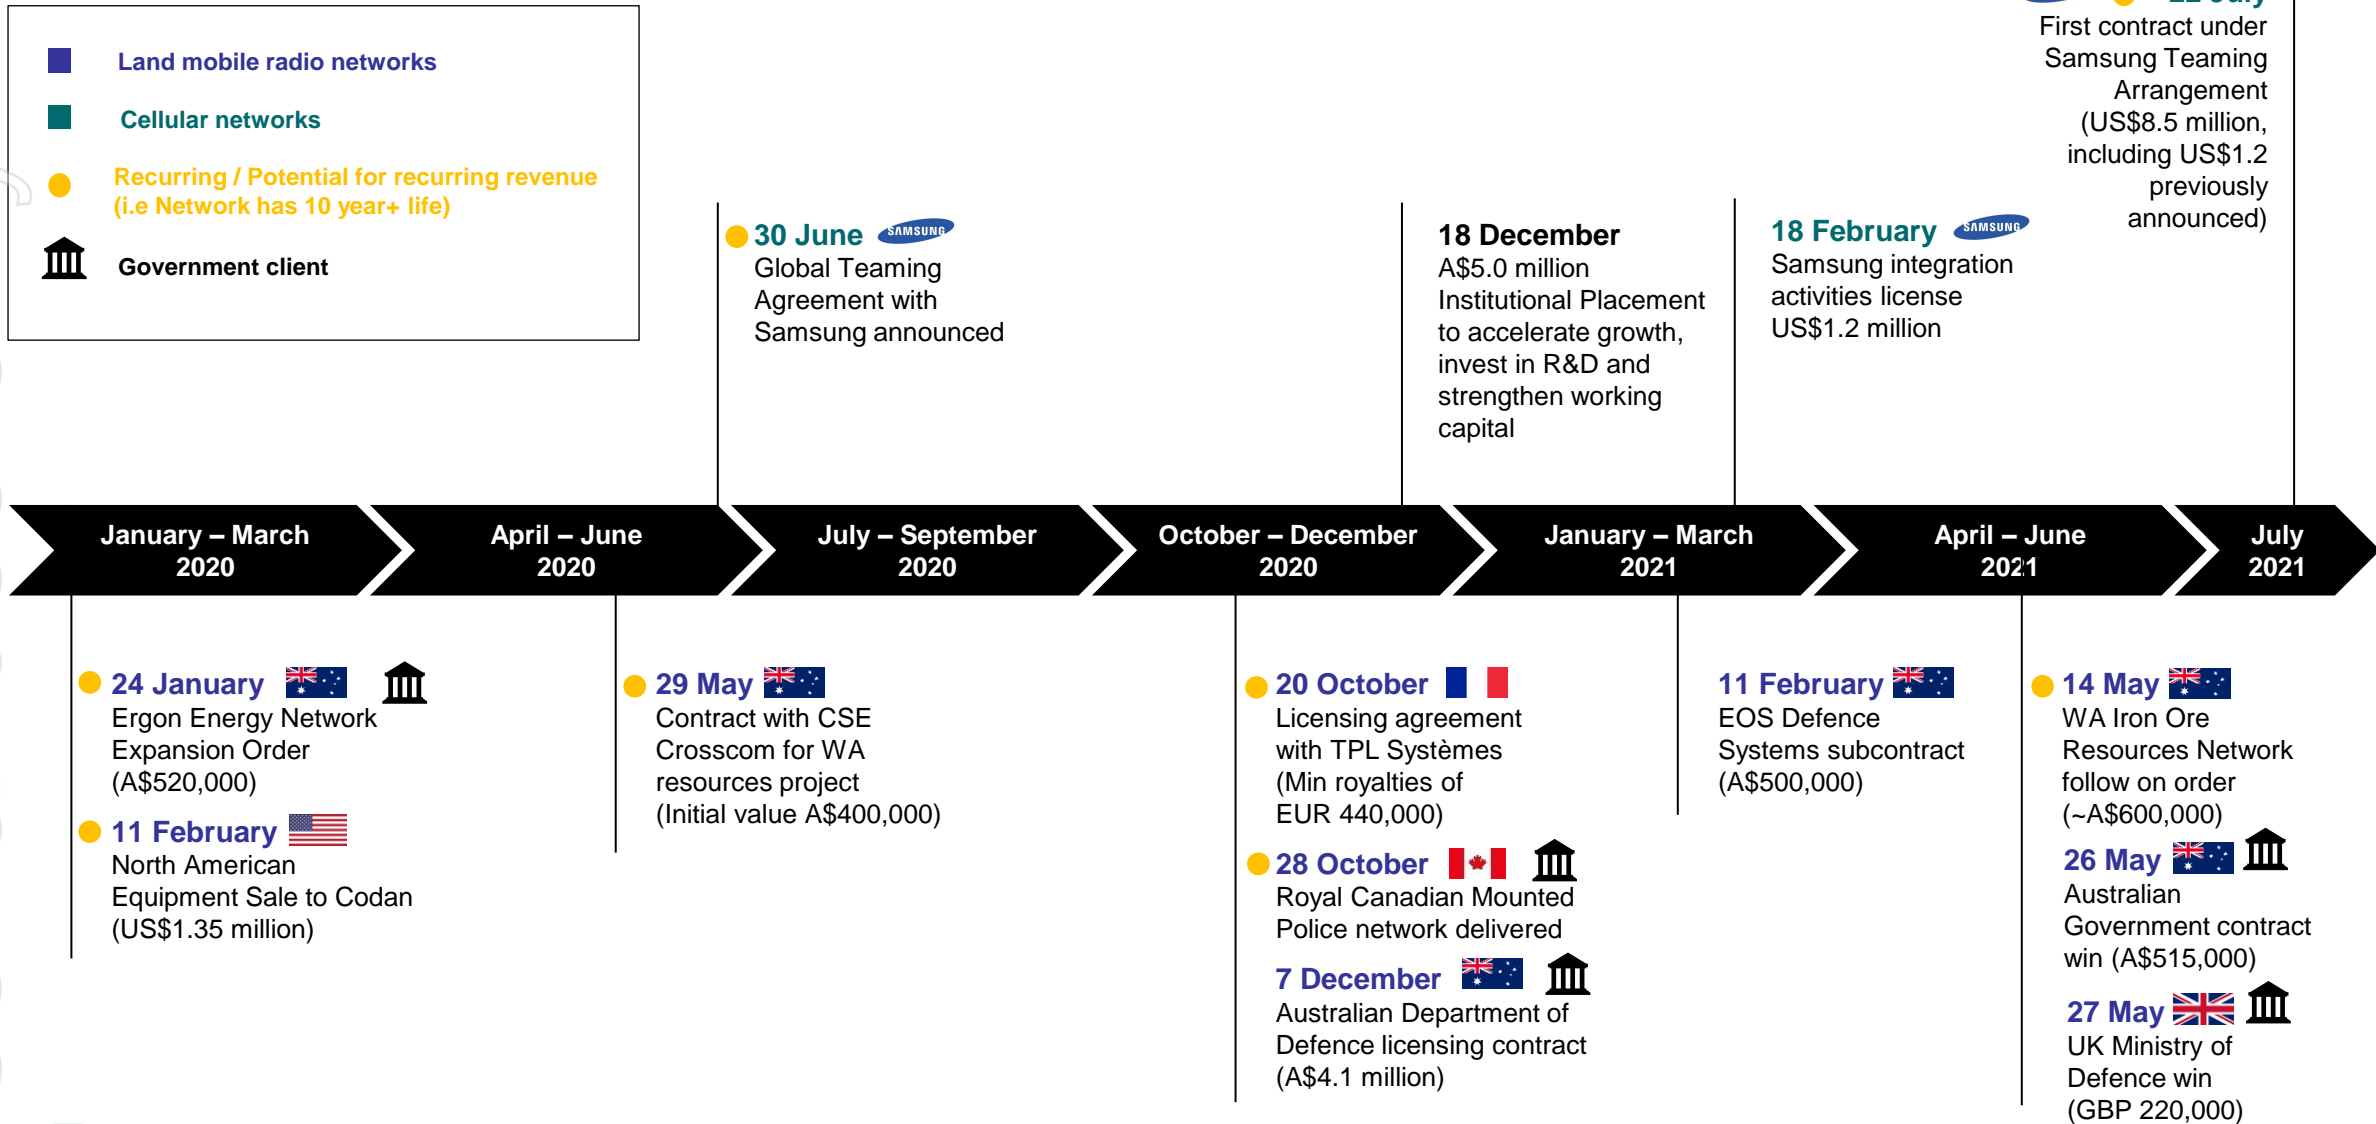 Land mobile radio networks
Cellular networks
Recurring / Potential for recurring revenue
(i.e Network has 10 year+ life)
Government client
30 June SAMSUNG
Global Teaming
Agreement with
Samsung announced
18 December
A$5.0 million
Institutional Placement
to accelerate growth,
invest in R&D and
strengthen working
capital
18 February SAMSUNG
Samsung integration
activities license
US$1.2 million
22 July
First contract under
Samsung Teaming
Arrangement
(US$8.5 million,
including US$1.2
previously
announced)
January – March
2020
April – June
2020
July – September
2020
October – December
2020
January – March
2021
April – June
2021
July
2021
24 January
Ergon Energy Network
Expansion Order
(A$520,000)
11 February
North American
Equipment Sale to Codan
(US$1.35 million)
29 May
Contract with CSE
Crosscom for WA
resources project
(Initial value A$400,000)
20 October
Licensing agreement
with TPL Systèmes
(Min royalties of
EUR 440,000)
28 October
Royal Canadian Mounted
Police network delivered
7 December
Australian Department of
Defence licensing contract
(A$4.1 million)
11 February
EOS Defence
Systems subcontract
(A$500,000)
14 May
WA Iron Ore
Resources Network
follow on order
(~A$600,000)
26 May
Australian
Government contract
win (A$515,000)
27 May
UK Ministry of
Defence win
(GBP 220,000)